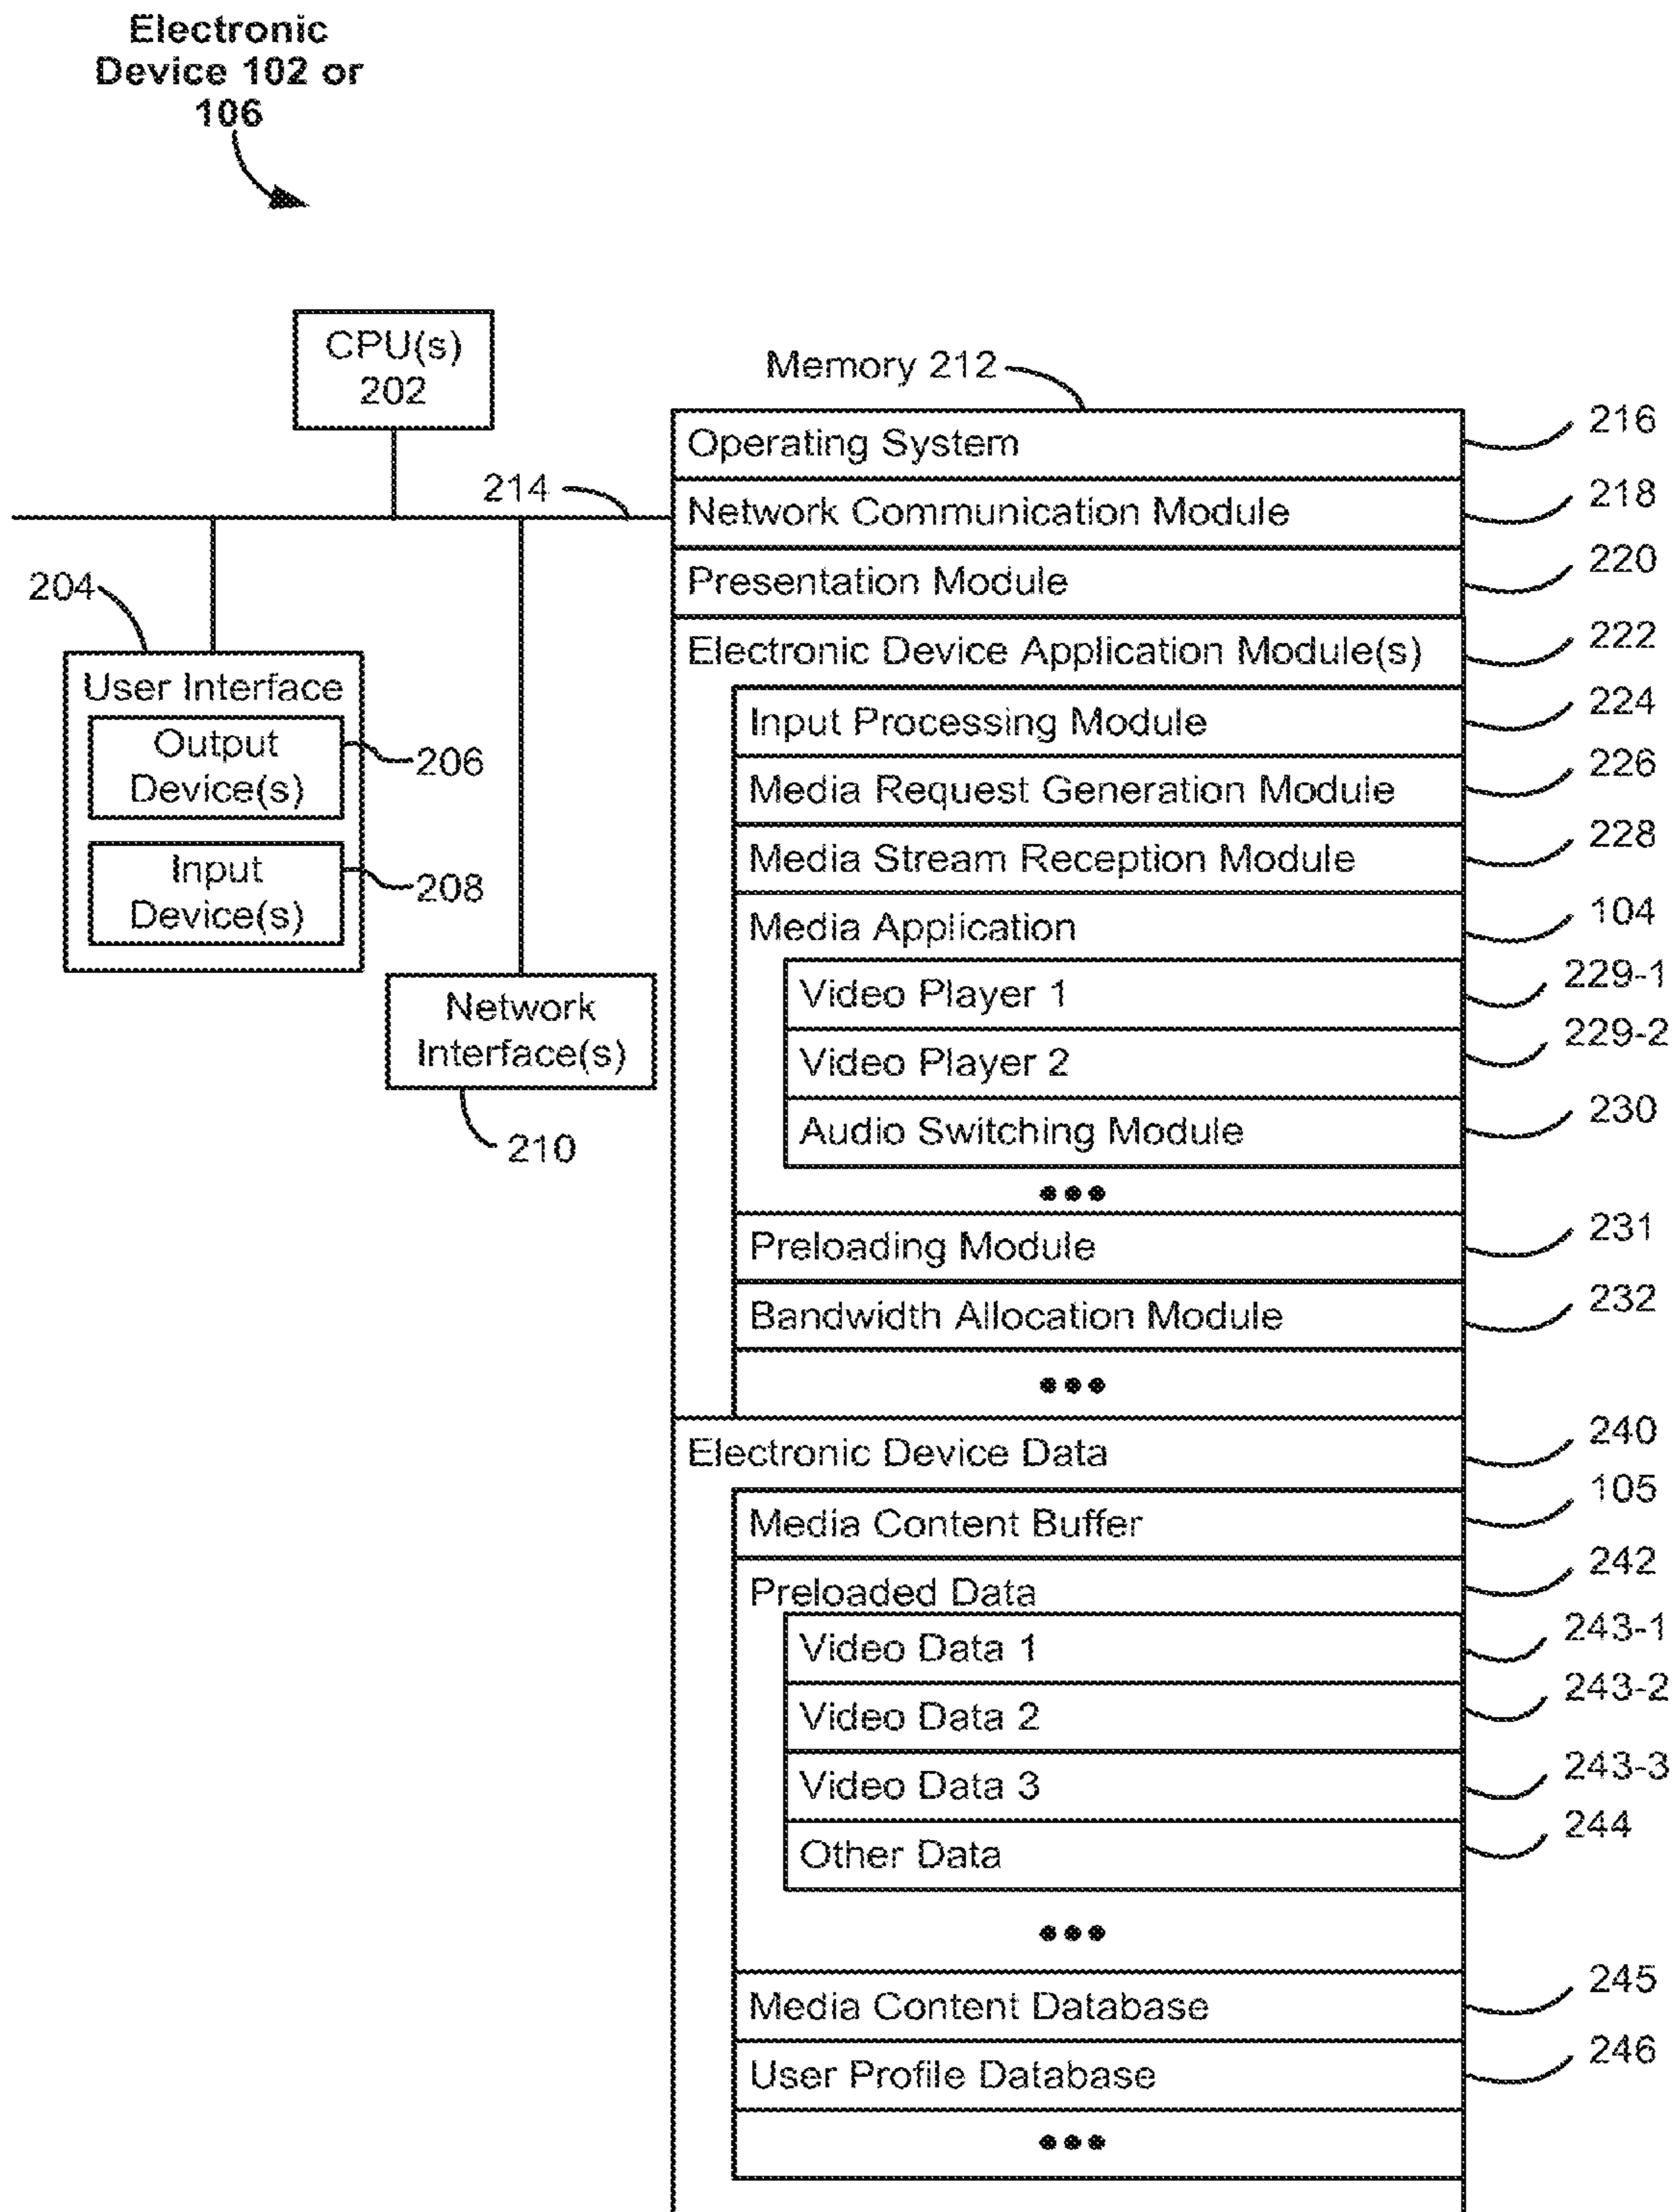 Electronic
Device 102 or
106
CPU(s)
202
Memory 212
214
204
User Interface
Output
Device(s)
206
Input
Device(s)
208
Network
Interface(s)
210
Operating System
216
Network Communication Module
218
Presentation Module
220
Electronic Device Application Module(s)
222
Input Processing Module
224
Media Request Generation Module
226
Media Stream Reception Module
228
Media Application
104
Video Player 1
229-1
Video Player 2
229-2
Audio Switching Module
230
Preloading Module
231
Bandwidth Allocation Module
232
Electronic Device Data
240
Media Content Buffer
105
Preloaded Data
242
Video Data 1
243-1
Video Data 2
243-2
Video Data 3
243-3
Other Data
244
Media Content Database
245
User Profile Database
246